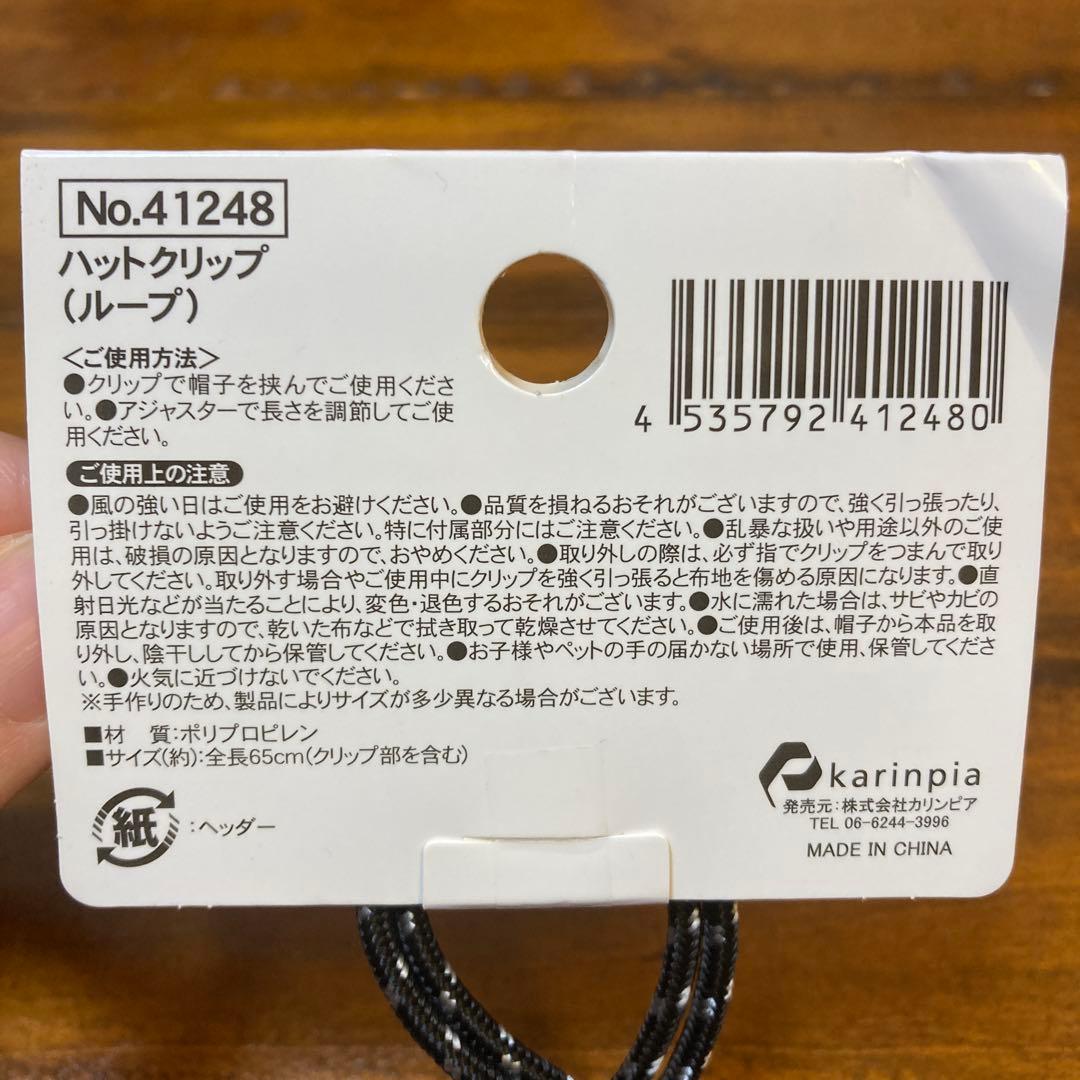 No.41248
ハットクリップ
(ループ)
<ご使用方法>
●クリップで帽子を挟んでご使用くださ
い。●アジャスターで長さを調節してご使
用ください。
ご使用上の注意
●風の強い日はご使用をお避けください。●品質を損ねるおそれがございますので、強く引っ張ったり、
引っ掛けないようご注意ください。特に付属部分にはご注意ください。●乱暴な扱いや用途以外のご使
用は、破損の原因となりますので、おやめください。●取り外しの際は、必ず指でクリップをつまんで取り
外してください。取り外す場合やご使用中にクリップを強く引っ張ると布地を傷める原因になります。●直
射日光などが当たることにより、変色・退色するおそれがございます。●水に濡れた場合は、サビやカビの
原因となりますので、乾いた布などで拭き取って乾燥させてください。●ご使用後は、帽子から本品を取
り外し、陰干ししてから保管してください。●お子様やペットの手の届かない場所で使用、保管してくださ
い。●火気に近づけないでください。
※手作りのため、製品によりサイズが多少異なる場合がございます。
■材 質:ポリプロピレン
■サイズ(約):全長65cm(クリップ部を含む)
紙 :ヘッダー
4 535792 412480
karinpia
発売元:株式会社カリンピア
TEL 06-6244-3996
MADE IN CHINA